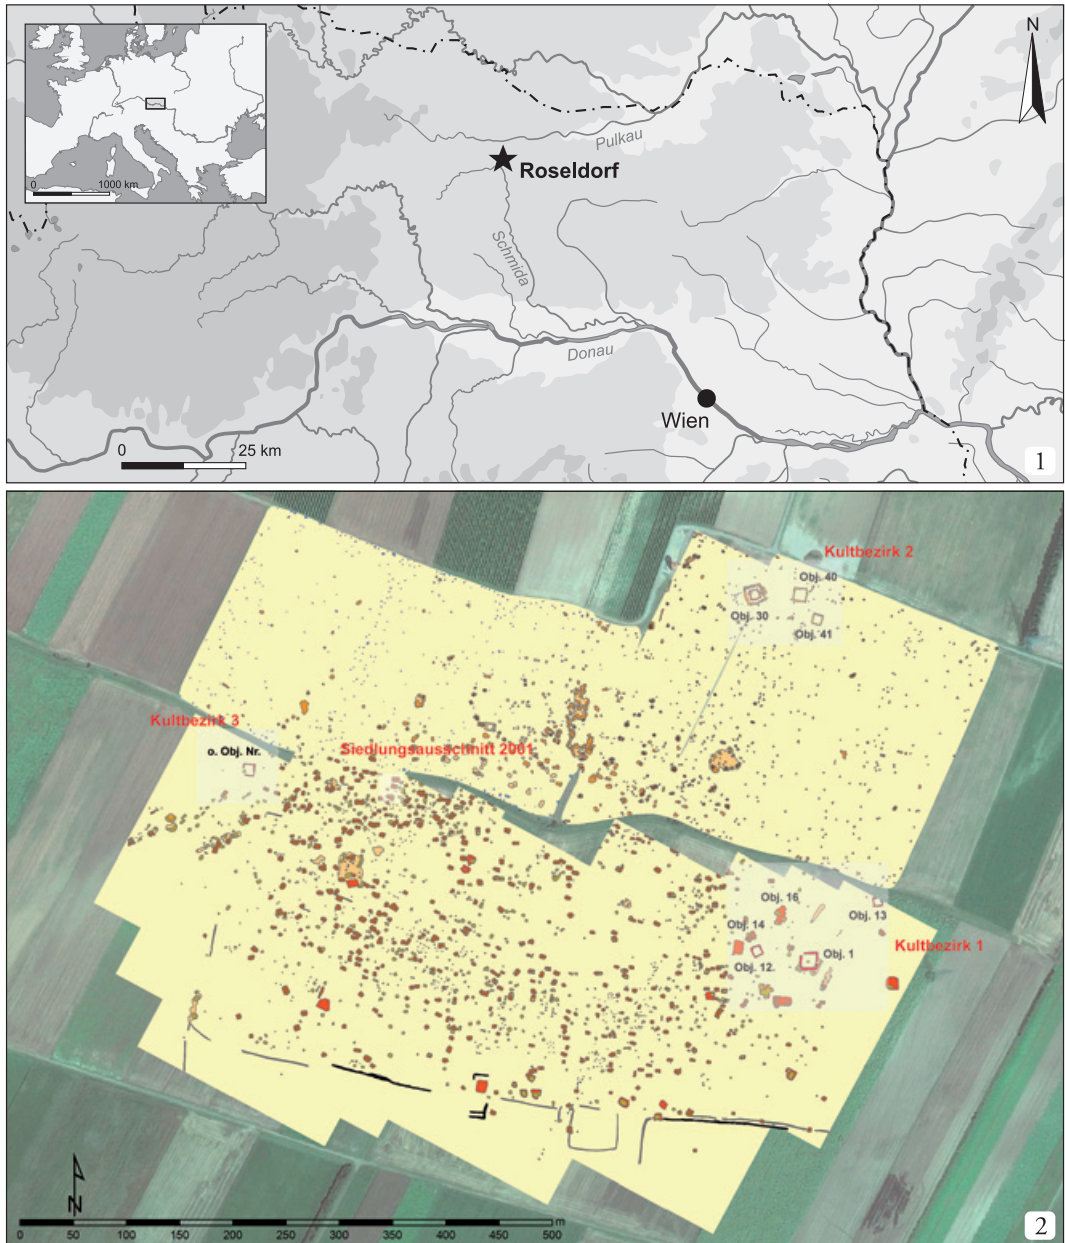 N
0
1000 km
Pulkau
Roseldorf
Schmida
Donau
Wien
0 25 km
1
Kultbezirk 2
Obj. 40
Obj. 30
Obj. 41
Kultbezirk 3
o. Obj. Nr.
Siedlungsausschnitt 2001
Obj. 16
Obj. 13
Obj. 14
Kultbezirk 1
Obj. 1
Obj. 12
N
m
0 50 100 150 200 250 300 350 400 450 500
2